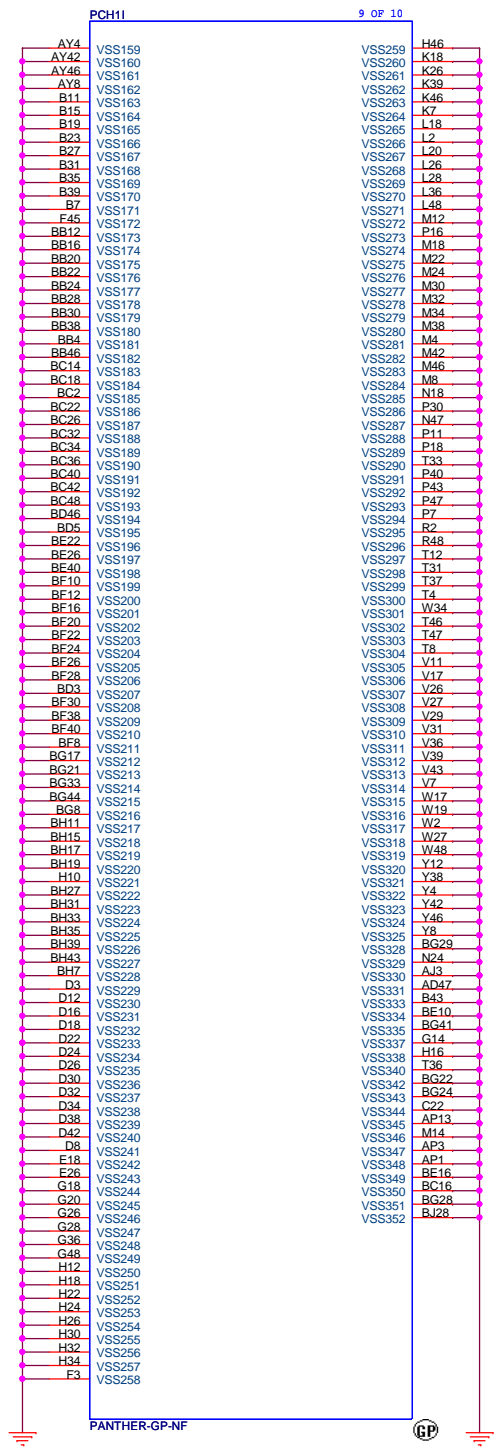 PCH1I 9 OF 10
AY4 VSS159 VSS259 H46
AY42 VSS160 VSS260 K18
AY46 VSS161 VSS261 K26
AY8 VSS162 VSS262 K39
B11 VSS163 VSS263 K46
B15 VSS164 VSS264 K7
B19 VSS165 VSS265 L18
B23 VSS166 VSS266 L2
B27 VSS167 VSS267 L20
B31 VSS168 VSS268 L26
B35 VSS169 VSS269 L28
B39 VSS170 VSS270 L36
B7 VSS171 VSS271 L48
F45 VSS172 VSS272 M12
BB12 VSS173 VSS273 P16
BB16 VSS174 VSS274 M18
BB20 VSS175 VSS275 M22
BB22 VSS176 VSS276 M24
BB24 VSS177 VSS277 M30
BB28 VSS178 VSS278 M32
BB30 VSS179 VSS279 M34
BB38 VSS180 VSS280 M38
BB4 VSS181 VSS281 M4
BB46 VSS182 VSS282 M42
BC14 VSS183 VSS283 M46
BC18 VSS184 VSS284 M8
BC2 VSS185 VSS285 N18
BC22 VSS186 VSS286 P30
BC26 VSS187 VSS287 N47
BC32 VSS188 VSS288 P11
BC34 VSS189 VSS289 P18
BC36 VSS190 VSS290 T33
BC40 VSS191 VSS291 P40
BC42 VSS192 VSS292 P43
BC48 VSS193 VSS293 P47
BD46 VSS194 VSS294 P7
BD5 VSS195 VSS295 R2
BE22 VSS196 VSS296 R48
BE26 VSS197 VSS297 T12
BE40 VSS198 VSS298 T31
BF10 VSS199 VSS299 T37
BF12 VSS200 VSS300 T4
BF16 VSS201 VSS301 W34
BF20 VSS202 VSS302 T46
BF22 VSS203 VSS303 T47
BF24 VSS204 VSS304 T8
BF26 VSS205 VSS305 V11
BF28 VSS206 VSS306 V17
BD3 VSS207 VSS307 V26
BF30 VSS208 VSS308 V27
BF38 VSS209 VSS309 V29
BF40 VSS210 VSS310 V31
BF8 VSS211 VSS311 V36
BG17 VSS212 VSS312 V39
BG21 VSS213 VSS313 V43
BG33 VSS214 VSS314 V7
BG44 VSS215 VSS315 W17
BG8 VSS216 VSS316 W19
BH11 VSS217 VSS317 W2
BH15 VSS218 VSS318 W27
BH17 VSS219 VSS319 W48
BH19 VSS220 VSS320 Y12
H10 VSS221 VSS321 Y38
BH27 VSS222 VSS322 Y4
BH31 VSS223 VSS323 Y42
BH33 VSS224 VSS324 Y46
BH35 VSS225 VSS325 Y8
BH39 VSS226 VSS328 BG29
BH43 VSS227 VSS329 N24
BH7 VSS228 VSS330 AJ3
D3 VSS229 VSS331 AD47
D12 VSS230 VSS333 B43
D16 VSS231 VSS334 BE10
D18 VSS232 VSS335 BG41
D22 VSS233 VSS337 G14
D24 VSS234 VSS338 H16
D26 VSS235 VSS340 T36
D30 VSS236 VSS342 BG22
D32 VSS237 VSS343 BG24
D34 VSS238 VSS344 C22
D38 VSS239 VSS345 AP13
D42 VSS240 VSS346 M14
D8 VSS241 VSS347 AP3
E18 VSS242 VSS348 AP1
E26 VSS243 VSS349 BE16
G18 VSS244 VSS350 BC16
G20 VSS245 VSS351 BG28
G26 VSS246 VSS352 BJ28
G28 VSS247
G36 VSS248
G48 VSS249
H12 VSS250
H18 VSS251
H22 VSS252
H24 VSS253
H26 VSS254
H30 VSS255
H32 VSS256
H34 VSS257
F3 VSS258
PANTHER-GP-NF GP